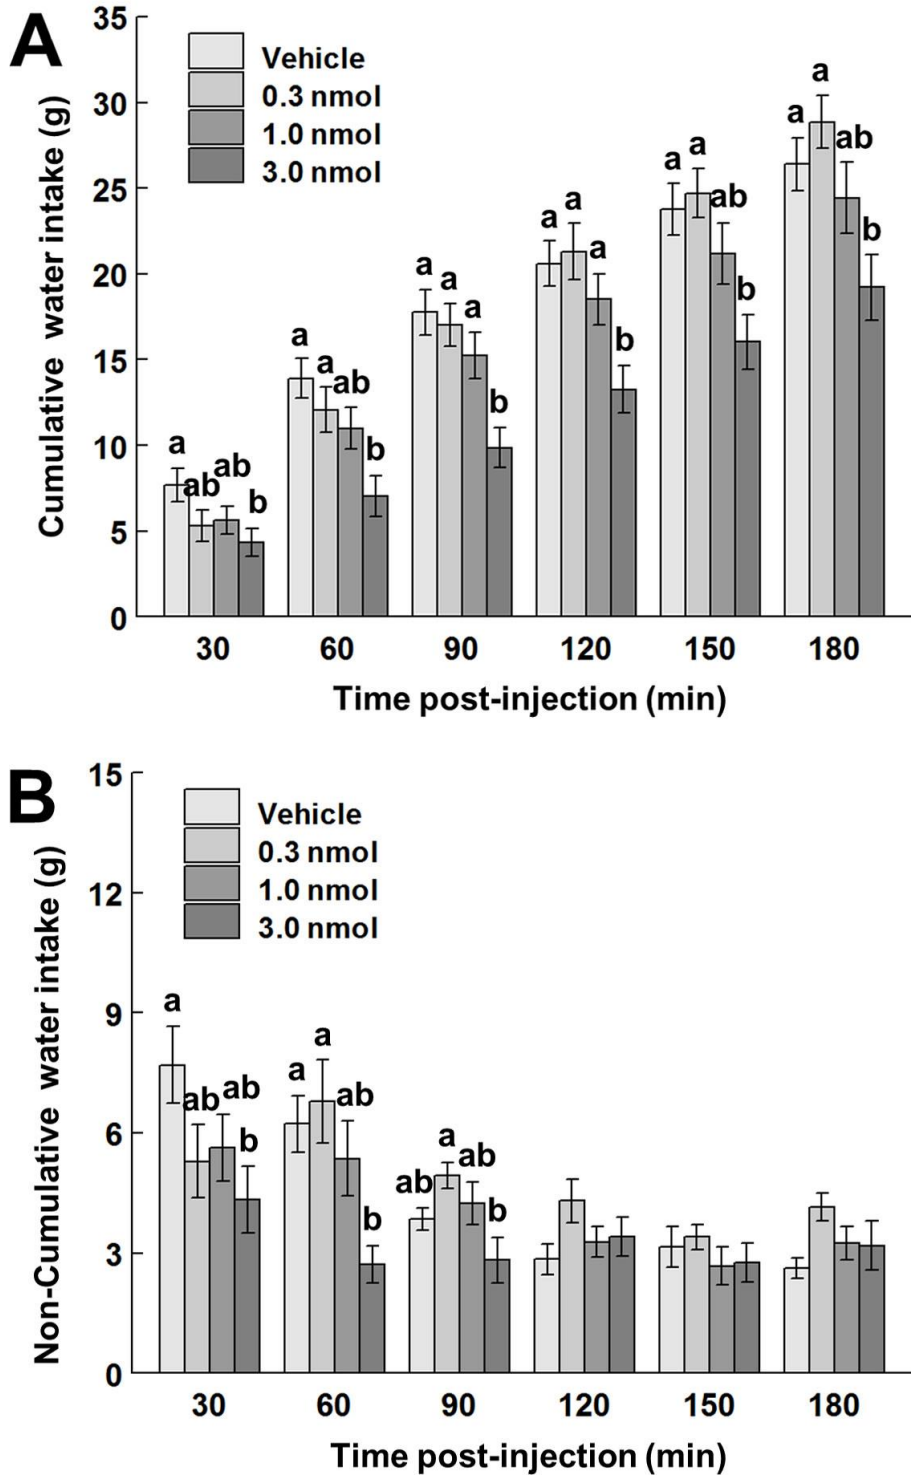 A
Cumulative water intake (g)
35
30
25
20
15
10
5
0
Vehicle
0.3 nmol
1.0 nmol
3.0 nmol
a
ab
ab
b
a
a
ab
b
a
a
a
b
a
a
a
b
a
a
ab
b
a
a
ab
b
30 60 90 120 150 180
Time post-injection (min)
B
Non-Cumulative water intake (g)
15
12
9
6
3
0
Vehicle
0.3 nmol
1.0 nmol
3.0 nmol
a
ab
ab
b
a
a
ab
b
ab
a
ab
b
30 60 90 120 150 180
Time post-injection (min)